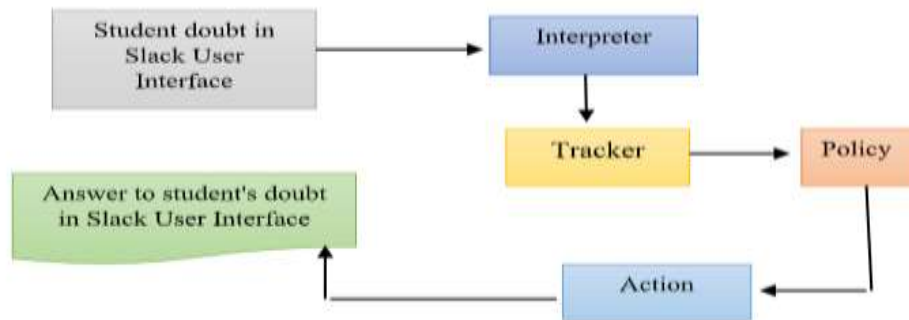 Student doubt in
Slack User
Interface
Interpreter
Tracker
Policy
Action
Answer to student's doubt
in Slack User Interface